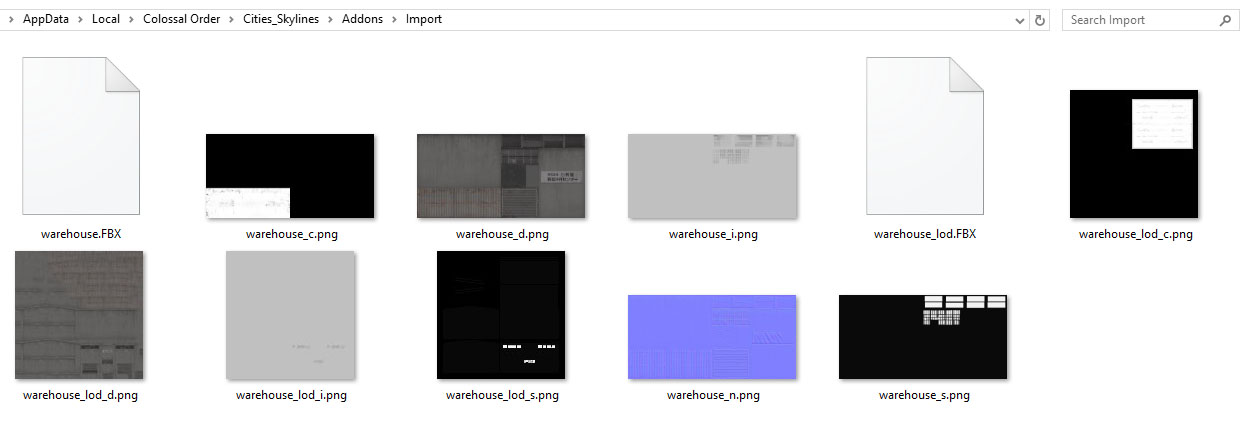 AppData > Local > Colossal Order > Cities_Skylines > Addons > Import
Search Import
warehouse.FBX
warehouse_c.png
warehouse_d.png
warehouse_i.png
warehouse_lod.FBX
warehouse_lod_c.png
warehouse_lod_d.png
warehouse_lod_i.png
warehouse_lod_s.png
warehouse_n.png
warehouse_s.png